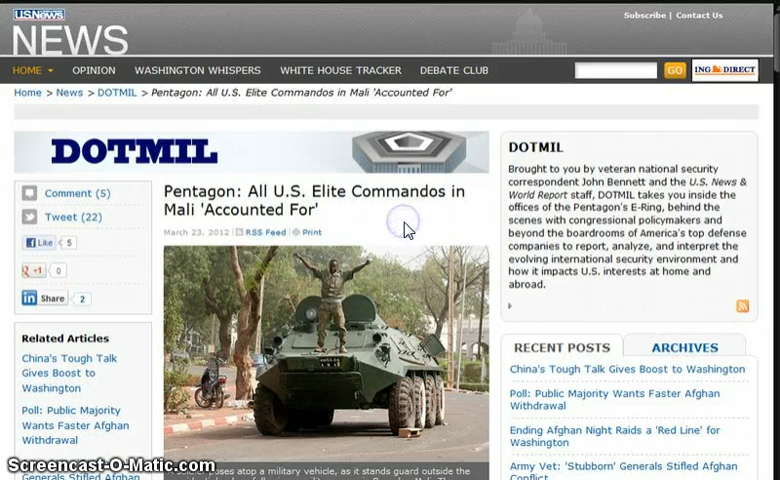 U.S.News
NEWS
Subscribe | Contact Us
HOME
OPINION
WASHINGTON WHISPERS
WHITE HOUSE TRACKER
DEBATE CLUB
GO
ING DIRECT
Home > News > DOTMIL > Pentagon: All U.S. Elite Commandos in Mali 'Accounted For'
DOTMIL
Comment (5)
Tweet (22)
Like 5
+1 0
Share 2
Related Articles
China's Tough Talk
Gives Boost to
Washington
Poll: Public Majority
Wants Faster Afghan
Withdrawal
Ending Afghan Night
Generals Stifled
Pentagon: All U.S. Elite Commandos in
Mali 'Accounted For'
March 23, 2012 | RSS Feed | Print
soldier poses atop a military vehicle, as it stands guard outside the
DOTMIL
Brought to you by veteran national security
correspondent John Bennett and the U.S. News &
World Report staff, DOTMIL takes you inside the
offices of the Pentagon's E-Ring, behind the
scenes with congressional policymakers and
beyond the boardrooms of America's top defense
companies to report, analyze, and interpret the
evolving international security environment and
how it impacts U.S. interests at home and
abroad.
RECENT POSTS
ARCHIVES
China's Tough Talk Gives Boost to Washington
Poll: Public Majority Wants Faster Afghan
Withdrawal
Ending Afghan Night Raids a 'Red Line' for
Washington
Army Vet: 'Stubborn' Generals Stifled Afghan
Conflict
Screencast-O-Matic.com